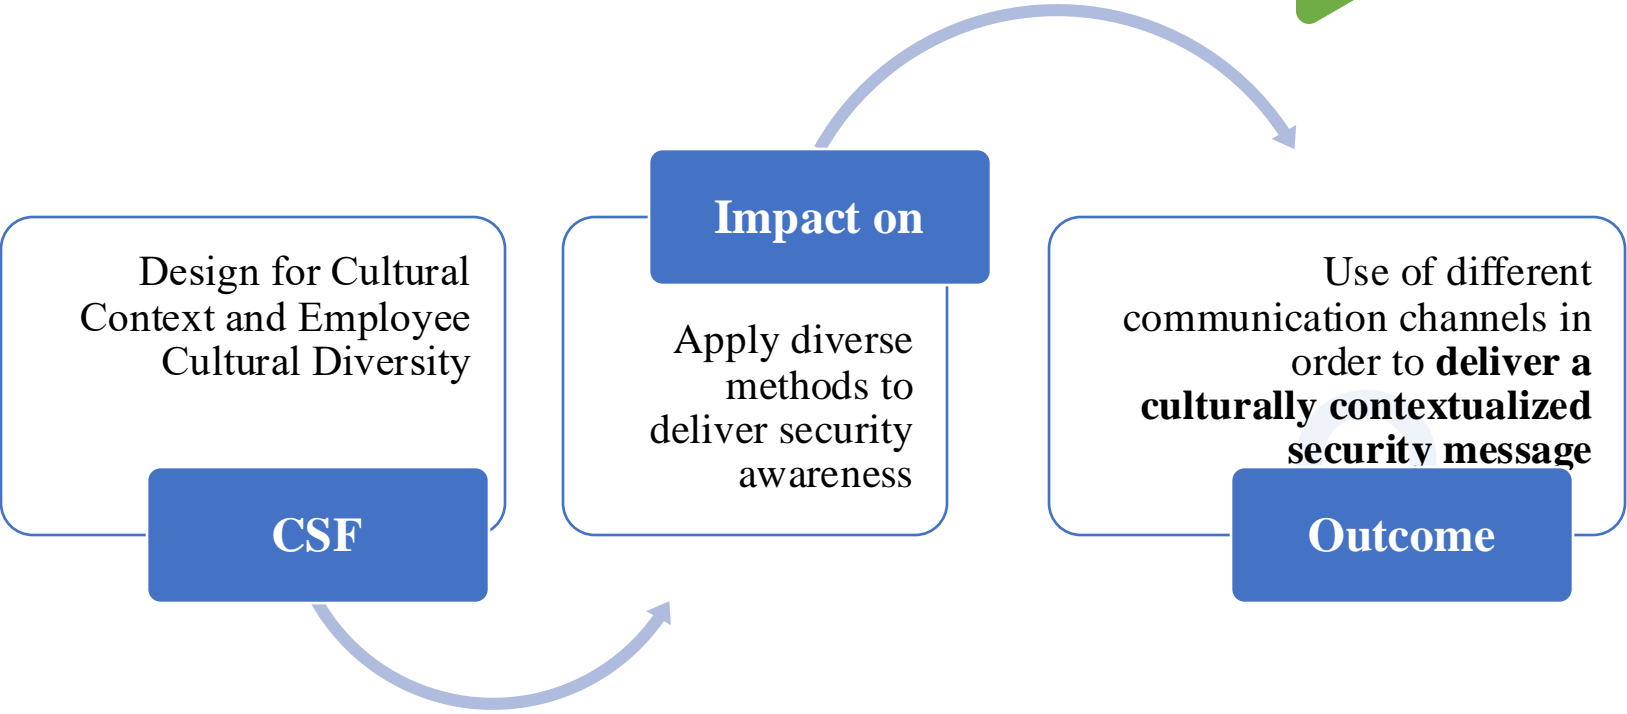 Design for Cultural
Context and Employee
Cultural Diversity
CSF
Impact on
Apply diverse
methods to
deliver security
awareness
Use of different
communication channels in
order to deliver a
culturally contextualized
security message
Outcome